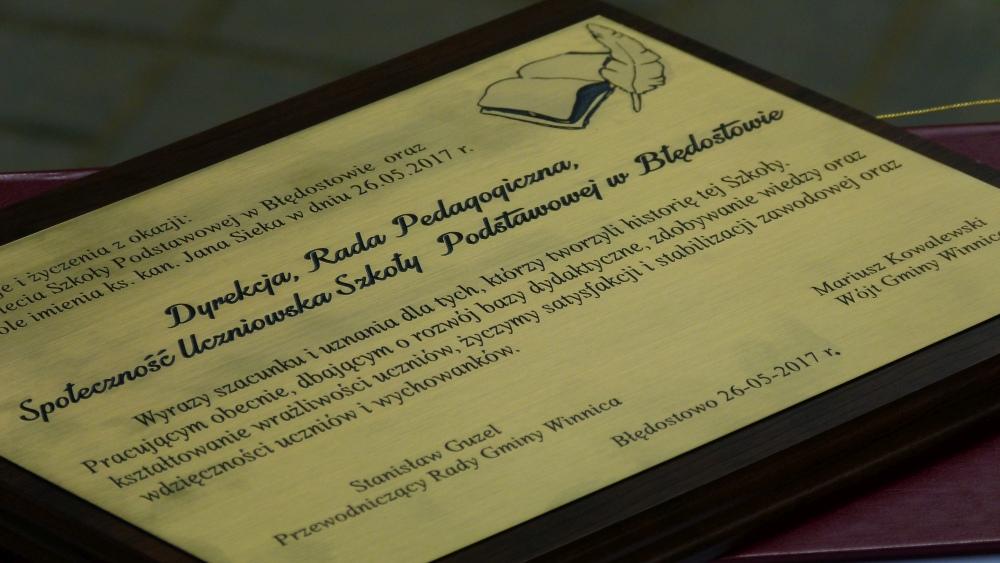 i życzenia z okazji:
lecia Szkoły Podstawowej w Błędostowie oraz
imienia ks. kan. Jana Sieka w dniu 26.05.2017 r.
Dyrekcja, Rada Pedagogiczna,
Społeczność Uczniowska Szkoły Podstawowej w Błędostowie
Wyrazy szacunku i uznania dla tych, którzy tworzyli historię tej Szkoły.
Pracującym obecnie, dbającym o rozwój bazy dydaktycznej, zdobywanie wiedzy oraz
kształtowanie wrażliwości uczniów, życzymy satysfakcji i stabilizacji zawodowej oraz
wdzięczności uczniów i wychowanków.
Mariusz Kowalewski
Wójt Gminy Winnica
Stanisław Guzel
Przewodniczący Rady Gminy Winnica
Błędostowo 26-05-2017 r.